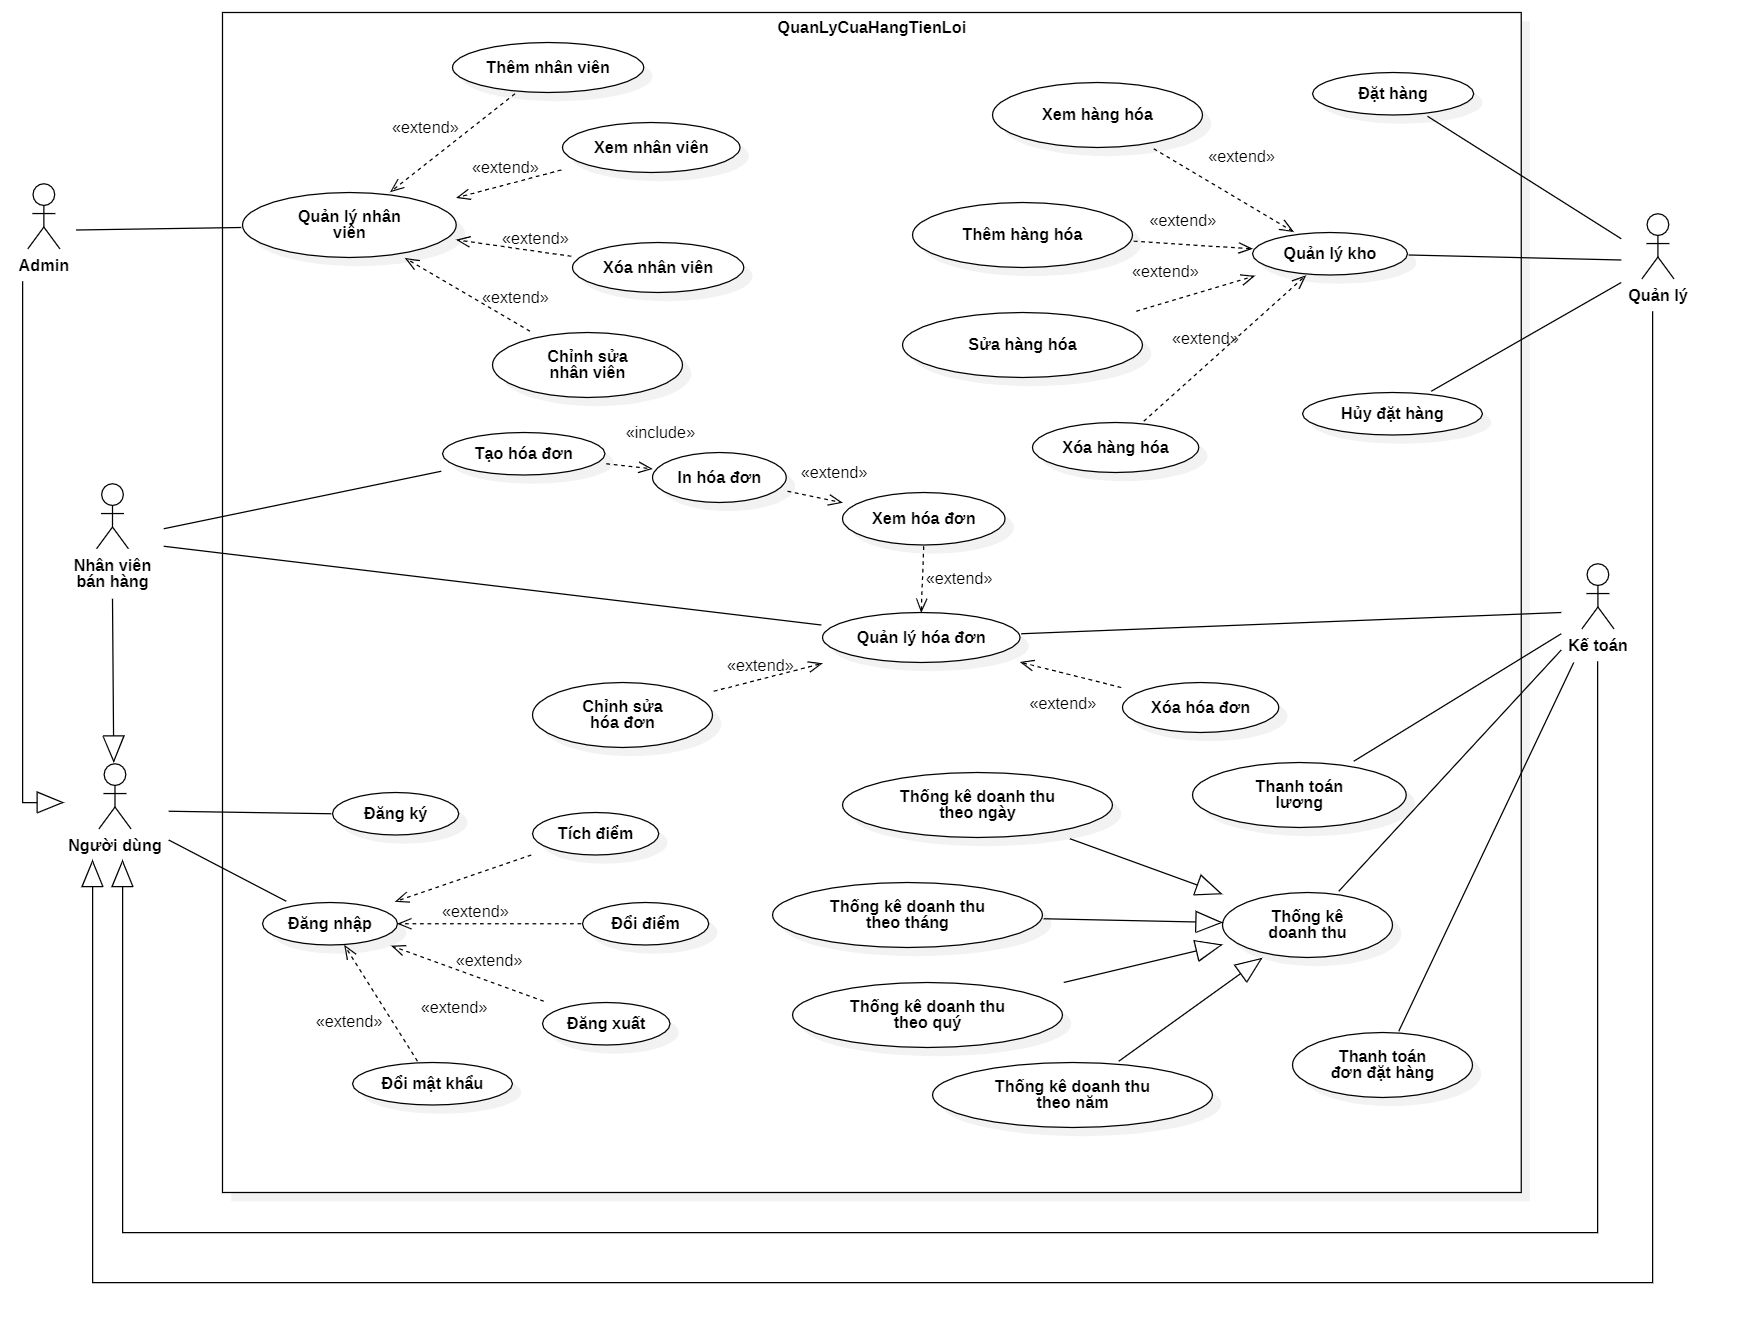 QuanLyCuaHangTienLoi
Thêm nhân viên
«extend»
Xem nhân viên
«extend»
Admin
Quản lý nhân
viên
«extend»
Xóa nhân viên
«extend»
Chỉnh sửa
nhân viên
Xem hàng hóa
«extend»
Đặt hàng
Thêm hàng hóa
«extend»
Quản lý kho
Quản lý
«extend»
Sửa hàng hóa
«extend»
Xóa hàng hóa
Hủy đặt hàng
Tạo hóa đơn
«include»
In hóa đơn
«extend»
Xem hóa đơn
Nhân viên
bán hàng
«extend»
Quản lý hóa đơn
Kế toán
«extend»
Chỉnh sửa
hóa đơn
«extend»
Xóa hóa đơn
Người dùng
Đăng ký
Tích điểm
Đăng nhập
«extend»
Đổi điểm
«extend»
«extend»
«extend»
Đăng xuất
Đổi mật khẩu
Thống kê doanh thu
theo ngày
Thanh toán
lương
Thống kê doanh thu
theo tháng
Thống kê
doanh thu
Thống kê doanh thu
theo quý
Thống kê doanh thu
theo năm
Thanh toán
đơn đặt hàng